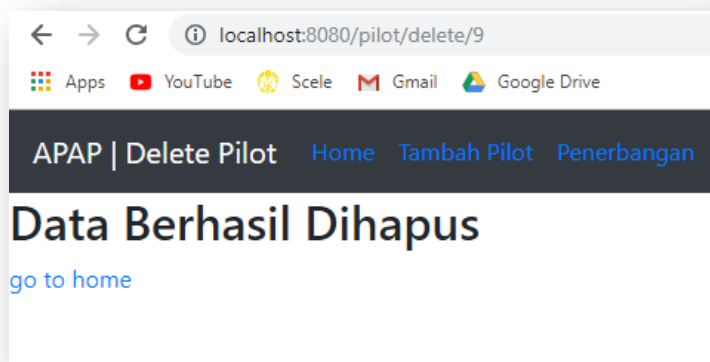 localhost:8080/pilot/delete/9
Apps YouTube Scele Gmail Google Drive
APAP | Delete Pilot Home Tambah Pilot Penerbangan
Data Berhasil Dihapus
go to home